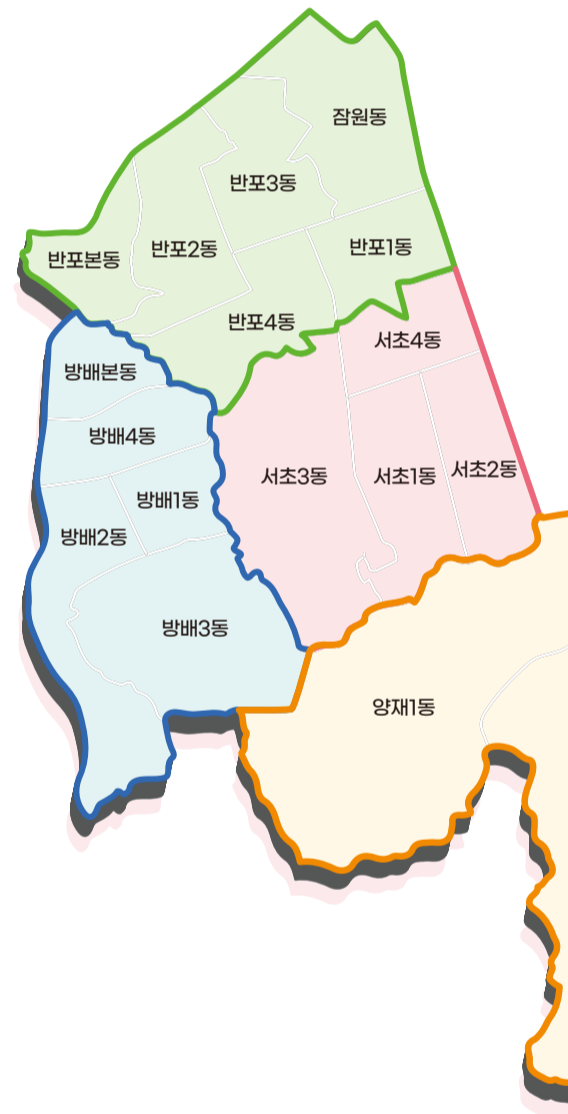 잠원동
반포3동
반포2동
반포1동
반포본동
반포4동
서초4동
방배본동
방배4동
서초3동
서초1동
서초2동
방배1동
방배2동
방배3동
양재1동